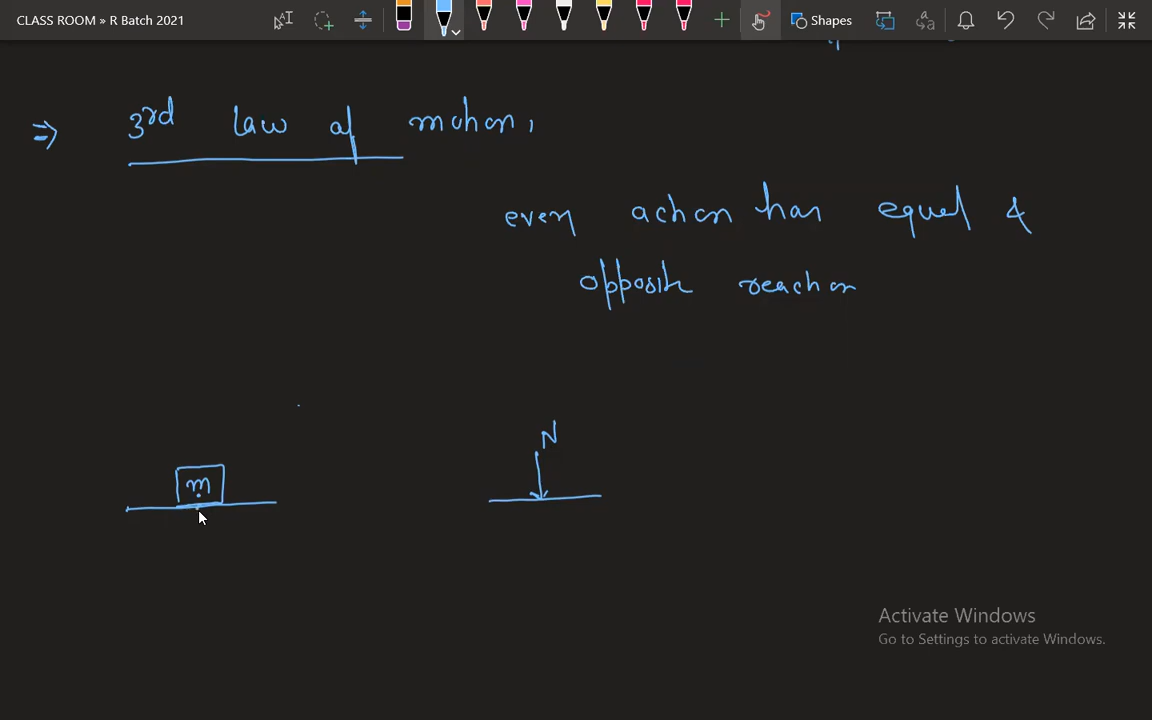 CLASS ROOM » R Batch 2021
Shapes
⇒ 3rd law of motion,
every action has equal &
opposite reaction
N
m
Activate Windows
Go to Settings to activate Windows.